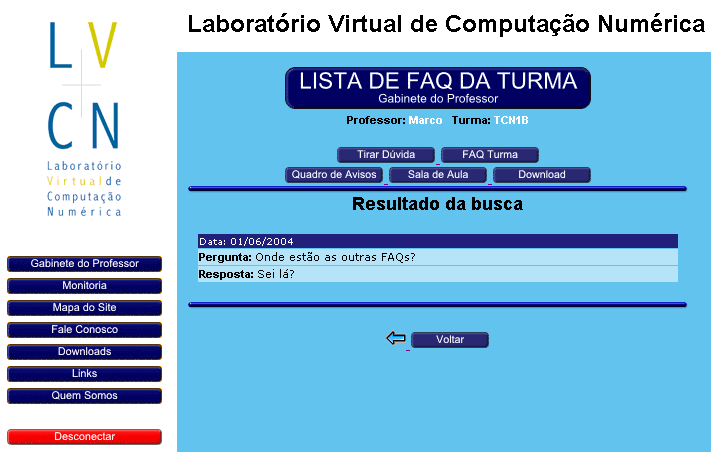 Laboratório Virtual de Computação Numérica
LV
CN
Laboratório
Virtual de
Computação
Numérica
LISTA DE FAQ DA TURMA
Gabinete do Professor
Professor: Marco Turma: TCN1B
Tirar Dúvida FAQ Turma
Quadro de Avisos Sala de Aula Download
Resultado da busca
Data: 01/06/2004
Pergunta: Onde estão as outras FAQs?
Resposta: Sei lá?
Voltar
Gabinete do Professor
Monitoria
Mapa do Site
Fale Conosco
Downloads
Links
Quem Somos
Desconectar